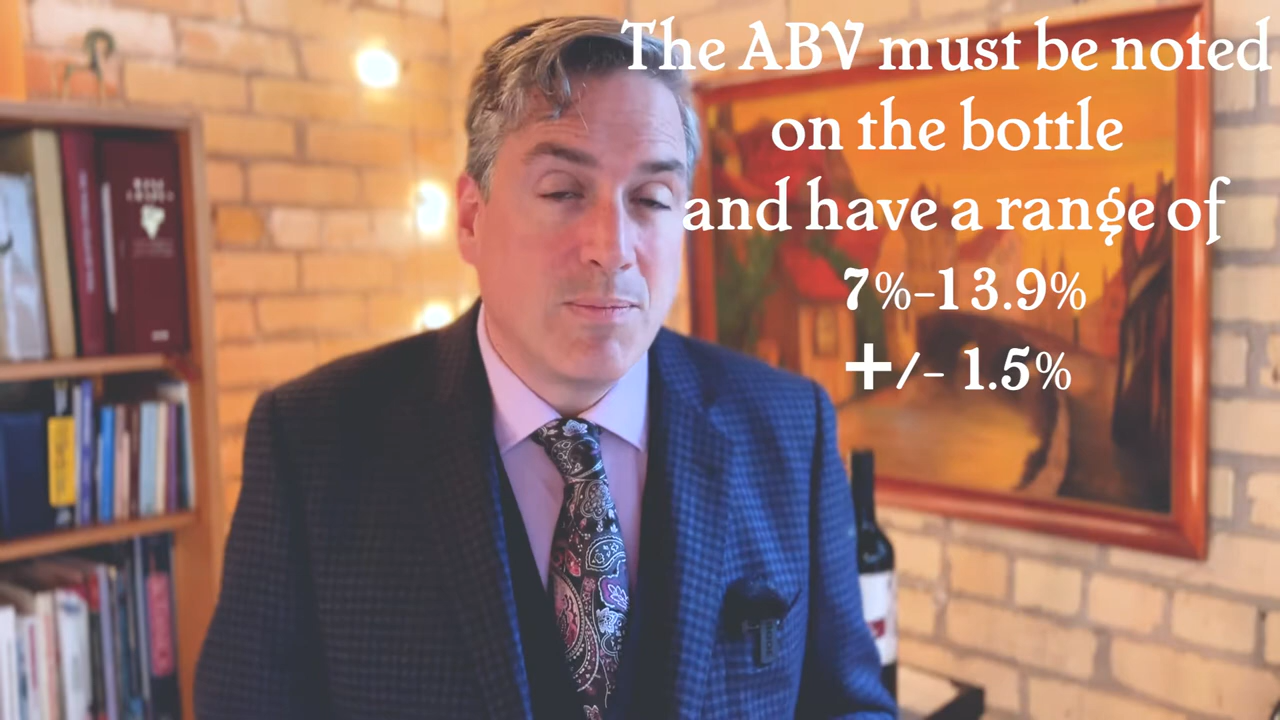 The ABV must be noted
on the bottle
and have a range of
7%-13.9%
+/- 1.5%